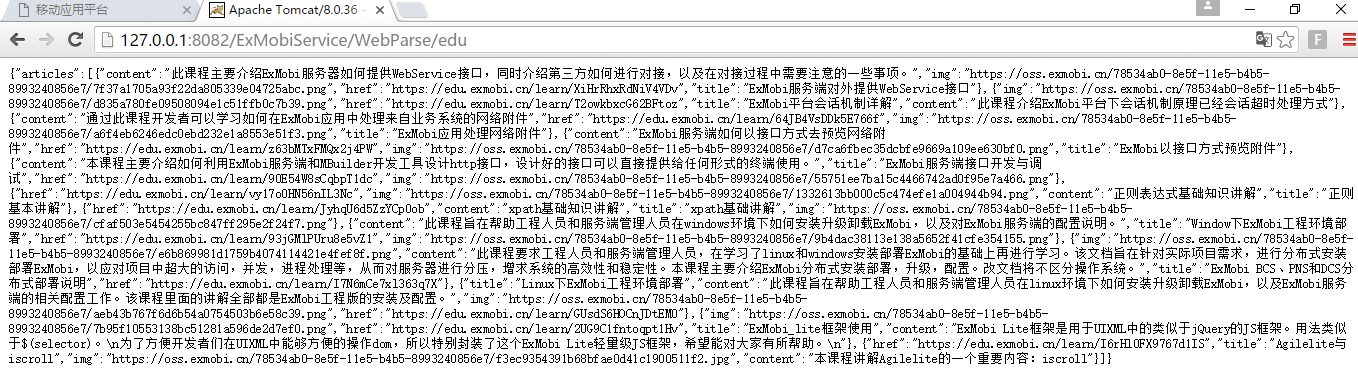 移动应用平台
Apache Tomcat/8.0.36 -
127.0.0.1:8082/ExMobiService/WebParse/edu
{"articles":[{"content":"此课程主要介绍ExMobi服务器如何提供WebService接口，同时介绍第三方如何进行对接，以及在对接过程中需要注意的一些事项。","img":"https://oss.exmobi.cn/78534ab0-8e5f-11e5-b4b5-
8993240856e7/7f37a1705a93f22da805339e04725abc.png","href":"https://edu.exmobi.cn/learn/XiHrRhxRdNiV4VDv","title":"ExMobi服务端对外提供WebService接口"},{"img":"https://oss.exmobi.cn/78534ab0-8e5f-11e5-b4b5-
8993240856e7/d835a780fe09508094e1c51ffb0c7b39.png","href":"https://edu.exmobi.cn/learn/T2owkbxcG62BFtoz","title":"ExMobi平台会话机制详解","content":"此课程介绍ExMobi平台下会话机制原理已经会话超时处理方式"},
{"content":"通过此课程开发者可以学习如何在ExMobi应用中处理来自业务系统的网络附件","href":"https://edu.exmobi.cn/learn/64JB4VsDDk5E766f","img":"https://oss.exmobi.cn/78534ab0-8e5f-11e5-b4b5-
8993240856e7/a6f4eb6246edc0ebd232e1a8553e51f3.png","title":"ExMobi应用处理网络附件"},{"content":"ExMobi服务端如何以接口方式去预览网络附
件","href":"https://edu.exmobi.cn/learn/z63bMTxFMQx2j4PW","img":"https://oss.exmobi.cn/78534ab0-8e5f-11e5-b4b5-8993240856e7/d7ca6fbec35dcbfe9669a109ee630bf0.png","title":"ExMobi以接口方式预览附件"},
{"content":"本课程主要介绍如何利用ExMobi服务端和MBuilder开发工具设计http接口，设计好的接口可以直接提供给任何形式的终端使用。","title":"ExMobi服务端接口开发与调
试","href":"https://edu.exmobi.cn/learn/90E54W8sCqbpI1dc","img":"https://oss.exmobi.cn/78534ab0-8e5f-11e5-b4b5-8993240856e7/55751ee7ba15c4466742ad0f95e7a466.png"},
{"href":"https://edu.exmobi.cn/learn/vy17o0HN56nIL3Nc","img":"https://oss.exmobi.cn/78534ab0-8e5f-11e5-b4b5-8993240856e7/1332613bb000c5c474efe1a004944b94.png","content":"正则表达式基础知识讲解","title":"正则
基本讲解"},{"href":"https://edu.exmobi.cn/learn/JyhqU6d5ZzYCp0ob","content":"xpath基础知识讲解","title":"xpath基础讲解","img":"https://oss.exmobi.cn/78534ab0-8e5f-11e5-b4b5-
8993240856e7/cfaf503e5454255bc847ff295e2f24f7.png"},{"content":"此课程旨在帮助工程人员和服务端管理人员在windows环境下如何安装升级卸载ExMobi，以及对ExMobi服务端的配置说明。","title":"Window下ExMobi工程环境部
署","href":"https://edu.exmobi.cn/learn/93jGMlPUru8e5vZ1","img":"https://oss.exmobi.cn/78534ab0-8e5f-11e5-b4b5-8993240856e7/9b4dac38113e138a5652f41cfe354155.png"},{"img":"https://oss.exmobi.cn/78534ab0-8e5f-
11e5-b4b5-8993240856e7/e6b869981d1759b4074114421e4fef8f.png","content":"此课程要求工程人员和服务端管理人员，在学习了linux和windows安装部署ExMobi的基础上再进行学习。该文档旨在针对实际项目需求，进行分布式安装
部署ExMobi，以应对项目中超大的访问，并发，进程处理等，从而对服务器进行分压，增求系统的高效性和稳定性。本课程主要介绍ExMobi分布式安装部署，升级，配置。改文档将不区分操作系统。","title":"ExMobi BCS、PNS和DCS分
布式部署说明","href":"https://edu.exmobi.cn/learn/I7N6mCe7xl363q7X"},{"title":"Linux下ExMobi工程环境部署","content":"此课程旨在帮助工程人员和服务端管理人员在linux环境下如何安装升级卸载ExMobi，以及ExMobi服务
端的相关配置工作。该课程里面的讲解全部都是ExMobi工程版的安装及配置。","img":"https://oss.exmobi.cn/78534ab0-8e5f-11e5-b4b5-
8993240856e7/aeb43b767f6d6b54a0754a03b6e58c39.png","href":"https://edu.exmobi.cn/learn/GUsdS6HOCnJDtEM0"},{"img":"https://oss.exmobi.cn/78534ab0-8e5f-11e5-b4b5-
8993240856e7/7b95f10553138bc51281a596de2d7ef0.png","href":"https://edu.exmobi.cn/learn/2UG9C1fntoqpt1Hv","title":"ExMobi_lite框架使用","content":"ExMobi Lite框架是用于UIXML中的类似于jQuery的JS框架。用法类似
于$(selector)。\n为了方便开发者们在UIXML中能够方便的操作dom，所以特别封装了这个ExMobi Lite轻量级JS框架，希望能对大家有所帮助。\n"},{"href":"https://edu.exmobi.cn/learn/I6rHlOFX9767d1IS","title":"Agilelite与
iscroll","img":"https://oss.exmobi.cn/78534ab0-8e5f-11e5-b4b5-8993240856e7/f3ec9354391b68bfae0d41c1900511f2.jpg","content":"本课程讲解Agilelite的一个重要内容：iscroll"}]}